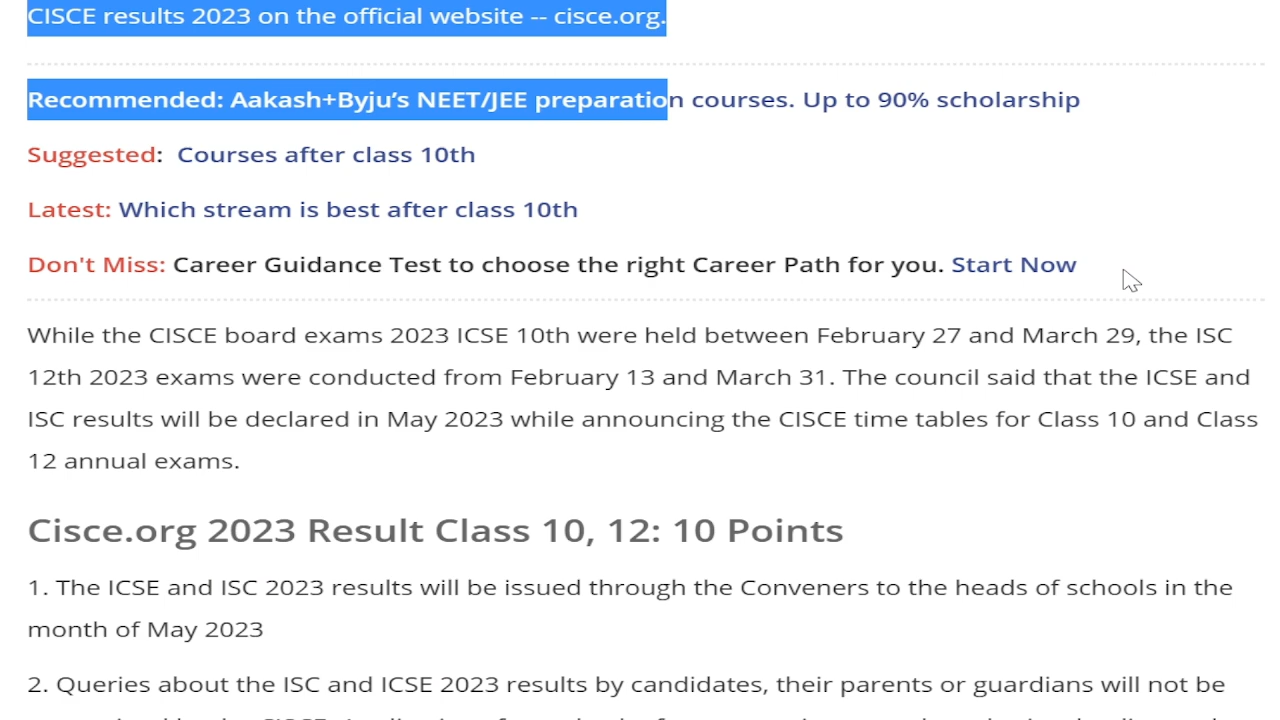 CISCE results 2023 on the official website -- cisce.org.
Recommended: Aakash+Byju’s NEET/JEE preparation courses. Up to 90% scholarship
Suggested: Courses after class 10th
Latest: Which stream is best after class 10th
Don't Miss: Career Guidance Test to choose the right Career Path for you. Start Now
While the CISCE board exams 2023 ICSE 10th were held between February 27 and March 29, the ISC
12th 2023 exams were conducted from February 13 and March 31. The council said that the ICSE and
ISC results will be declared in May 2023 while announcing the CISCE time tables for Class 10 and Class
12 annual exams.
Cisce.org 2023 Result Class 10, 12: 10 Points
1. The ICSE and ISC 2023 results will be issued through the Conveners to the heads of schools in the
month of May 2023
2. Queries about the ISC and ICSE 2023 results by candidates, their parents or guardians will not be